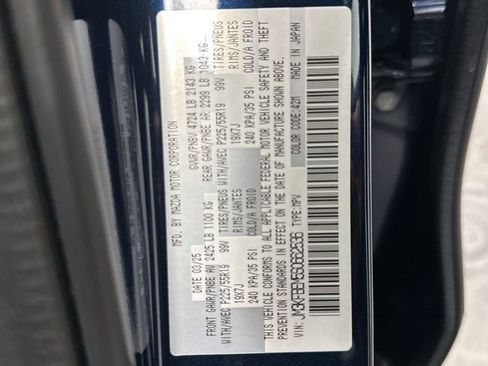 MFD. BY MAZDA MOTOR CORPORATION
DATE 03/25
GVWR/PNBV 4724 LB 2143 KG
FRONT GAWR/PNBE AV 2425 LB 1100 KG
REAR GAWR/PNBE AR 2299 LB 1043 KG
WITH/AVEC P225/55R19 99V TIRES/PNEUS WITH/AVEC P225/55R19 99V TIRES/PNEUS
19X7J RIMS/JANTES 19X7J RIMS/JANTES
240 KPA/35 PSI COLD/A FROID 240 KPA/35 PSI COLD/A FROID
THIS VEHICLE CONFORMS TO ALL APPLICABLE FEDERAL MOTOR VEHICLE SAFETY AND THEFT
PREVENTION STANDARDS IN EFFECT ON THE DATE OF MANUFACTURE SHOWN ABOVE.
COLOR CODE:42M MADE IN JAPAN
VIN: TYPE:MPV